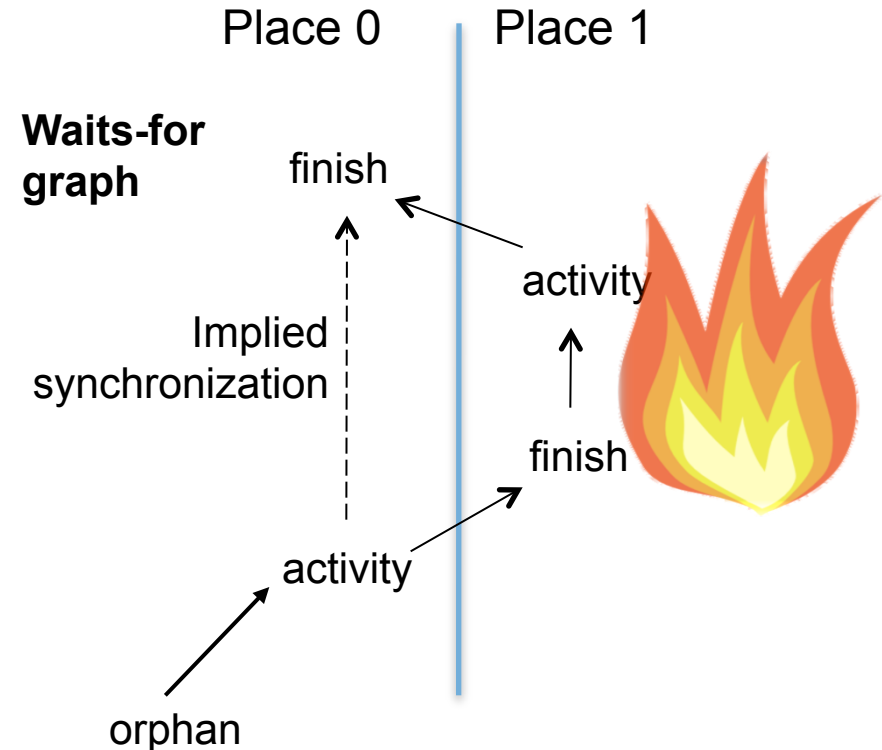 Place 0
Place 1
Waits-for
graph
finish
activity
Implied
synchronization
finish
activity
orphan